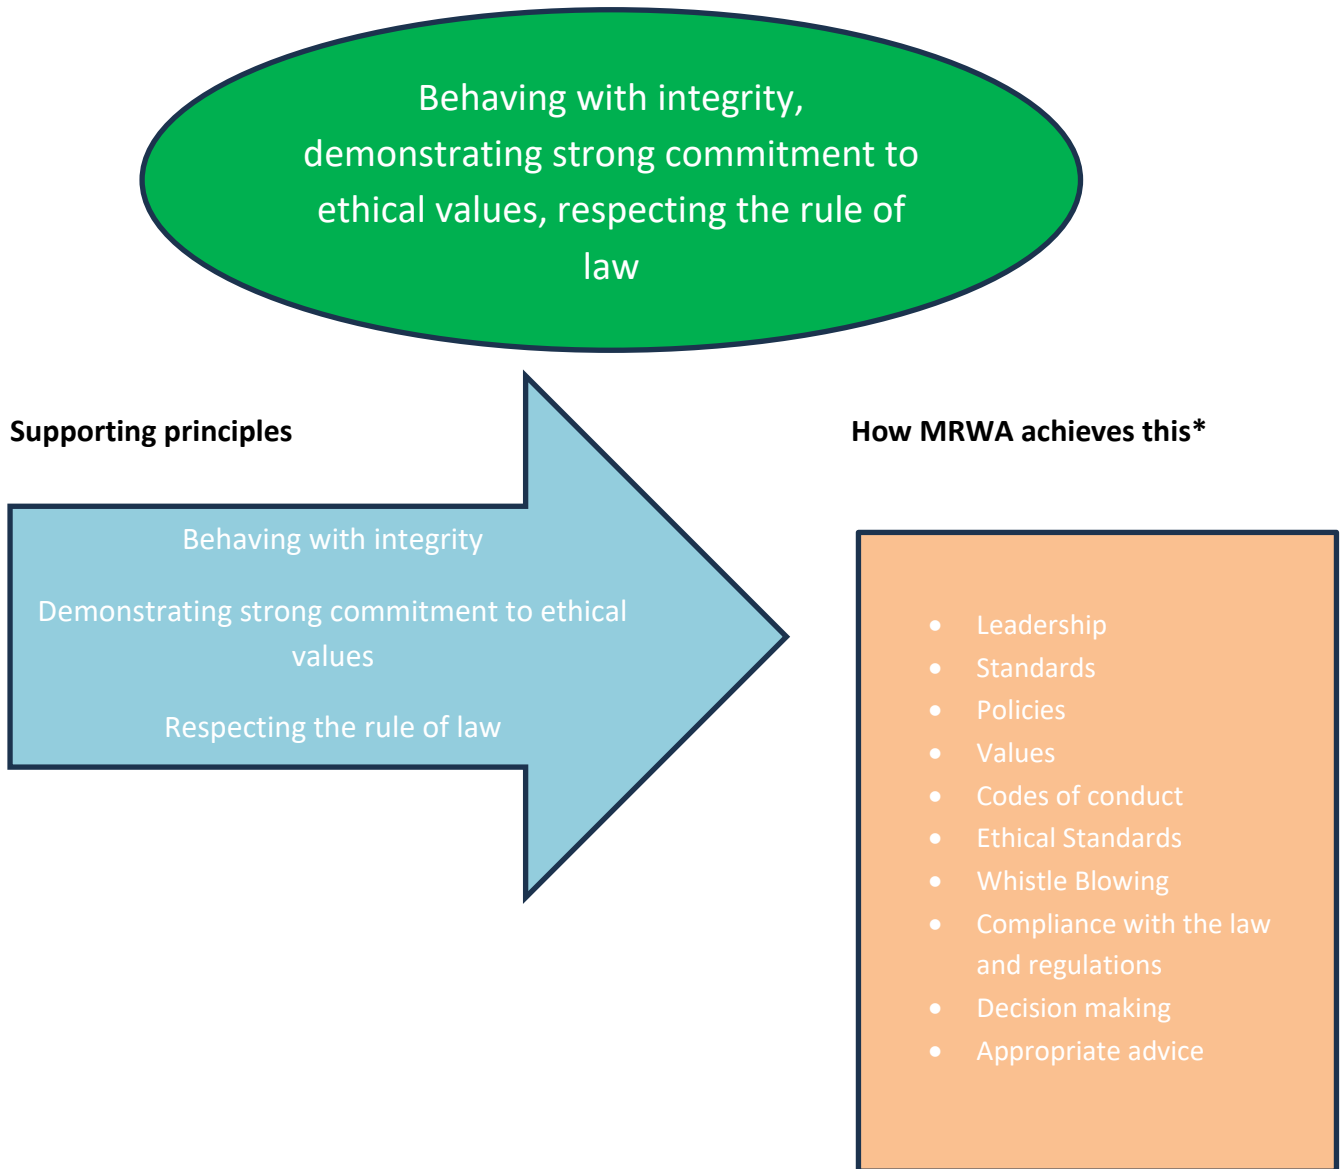 Behaving with integrity,
demonstrating strong commitment to
ethical values, respecting the rule of
law
Supporting principles
How MRWA achieves this*
Behaving with integrity
Demonstrating strong commitment to ethical
values
Respecting the rule of law
• Leadership
• Standards
• Policies
• Values
• Codes of conduct
• Ethical Standards
• Whistle Blowing
• Compliance with the law
and regulations
• Decision making
• Appropriate advice